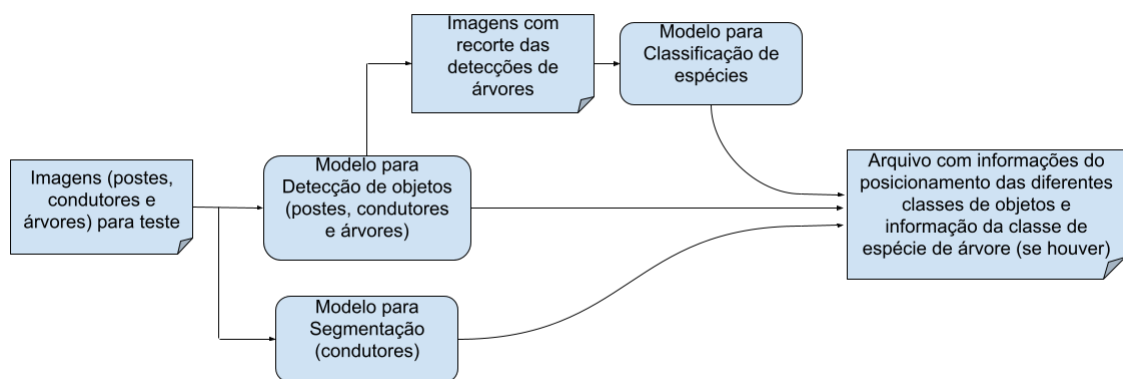 Imagens com
recorte das
detecções de
árvores
Modelo para
Classificação de
espécies
Imagens (postes,
condutores e
árvores) para teste
Modelo para
Detecção de objetos
(postes, condutores
e árvores)
Modelo para
Segmentação
(condutores)
Arquivo com informações do
posicionamento das diferentes
classes de objetos e
informação da classe de
espécie de árvore (se houver)